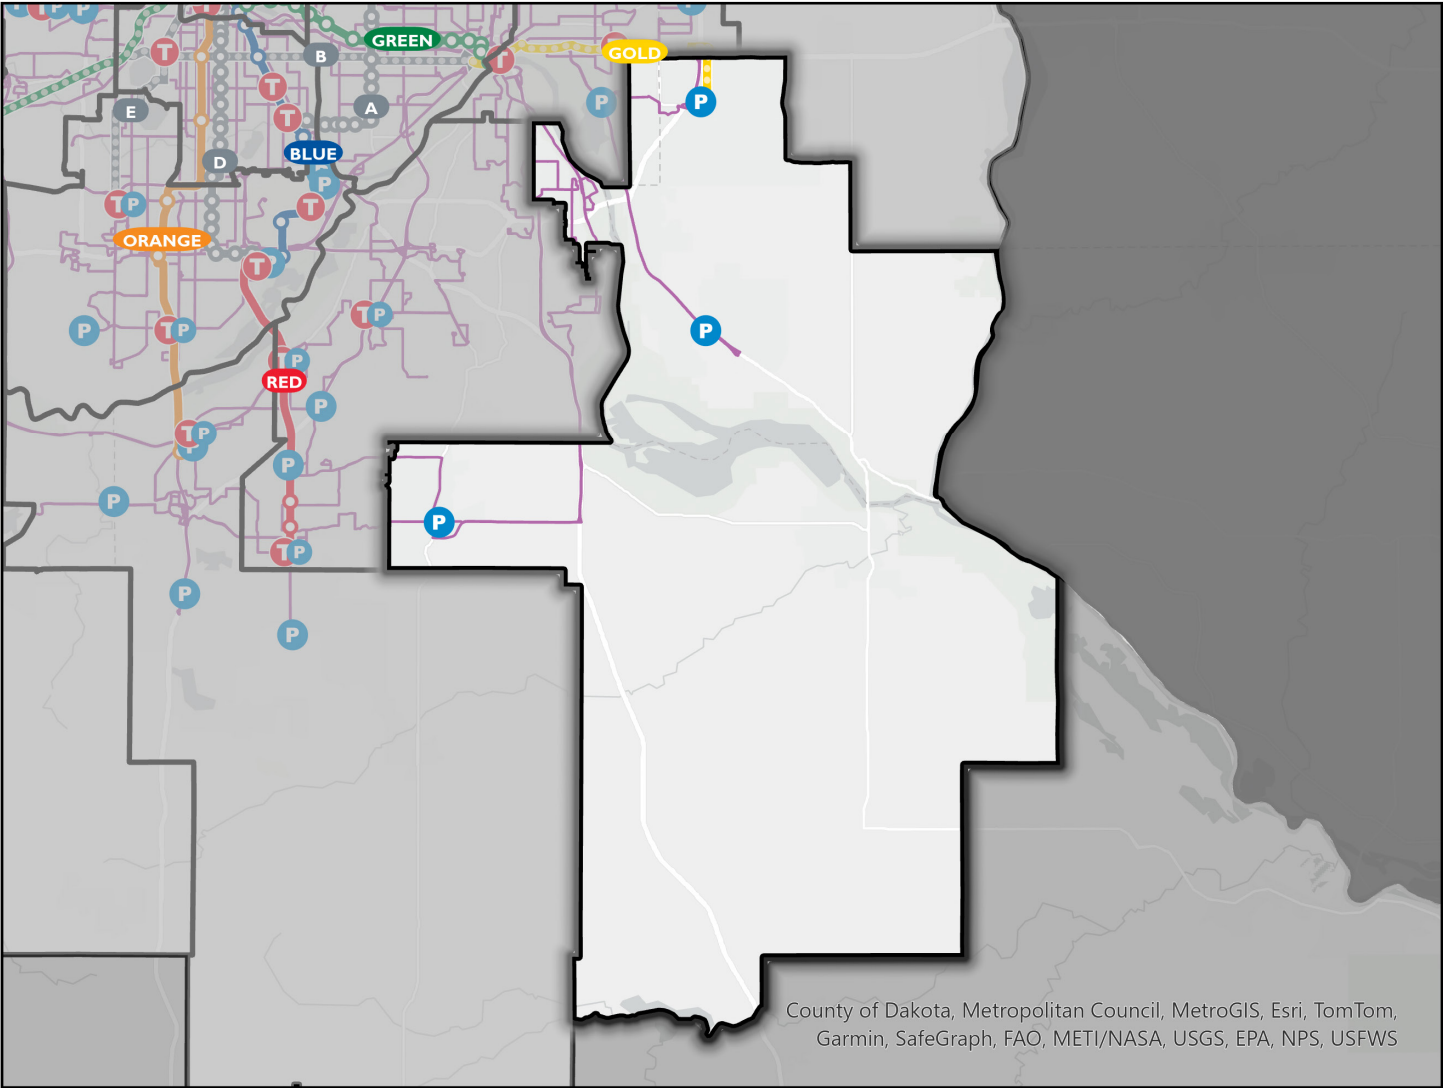 T P T P P P
GREEN
GOLD
T
B
T
T
T
P
P
E
A
T
D
BLUE
P
T P
T
ORANGE
T
T P
P
T P
P
T P
RED
P
T P
P
P
P
P
T P
P
P
County of Dakota, Metropolitan Council, MetroGIS, Esri, TomTom,
Garmin, SafeGraph, FAO, METI/NASA, USGS, EPA, NPS, USFWS